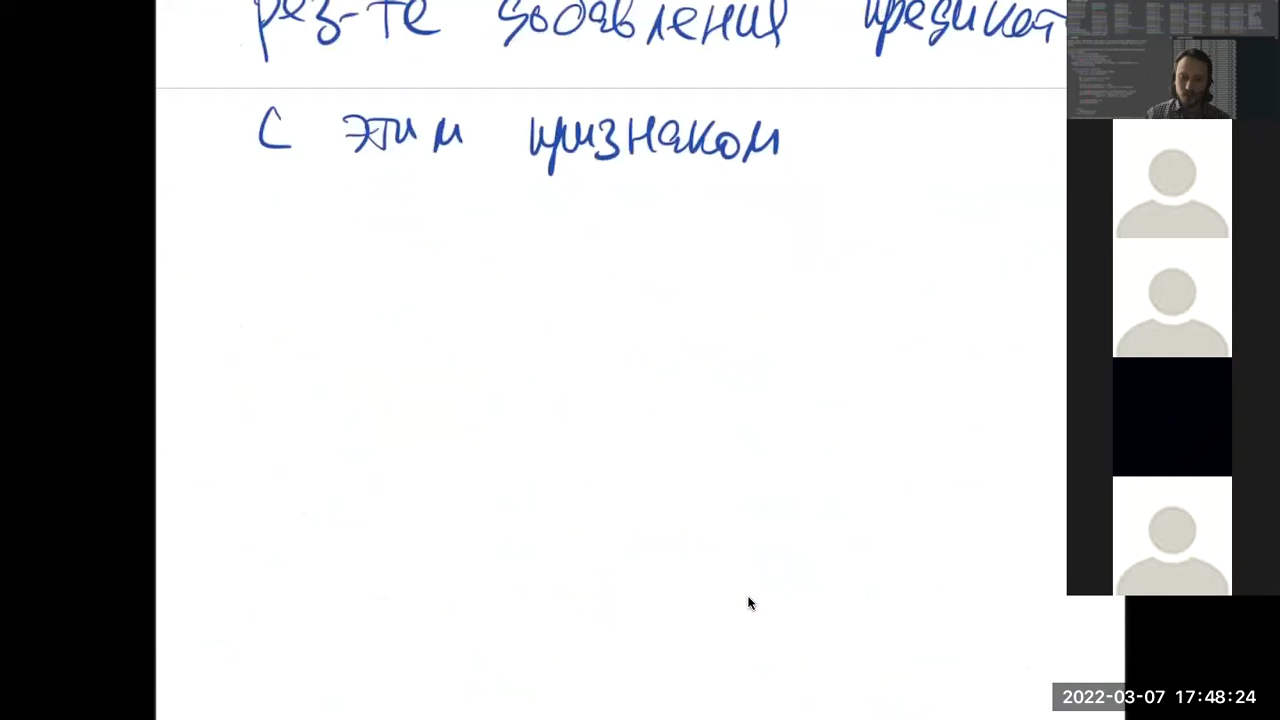 рез-те добавления предикат
с этим признаком
2022-03-07 17:48:24